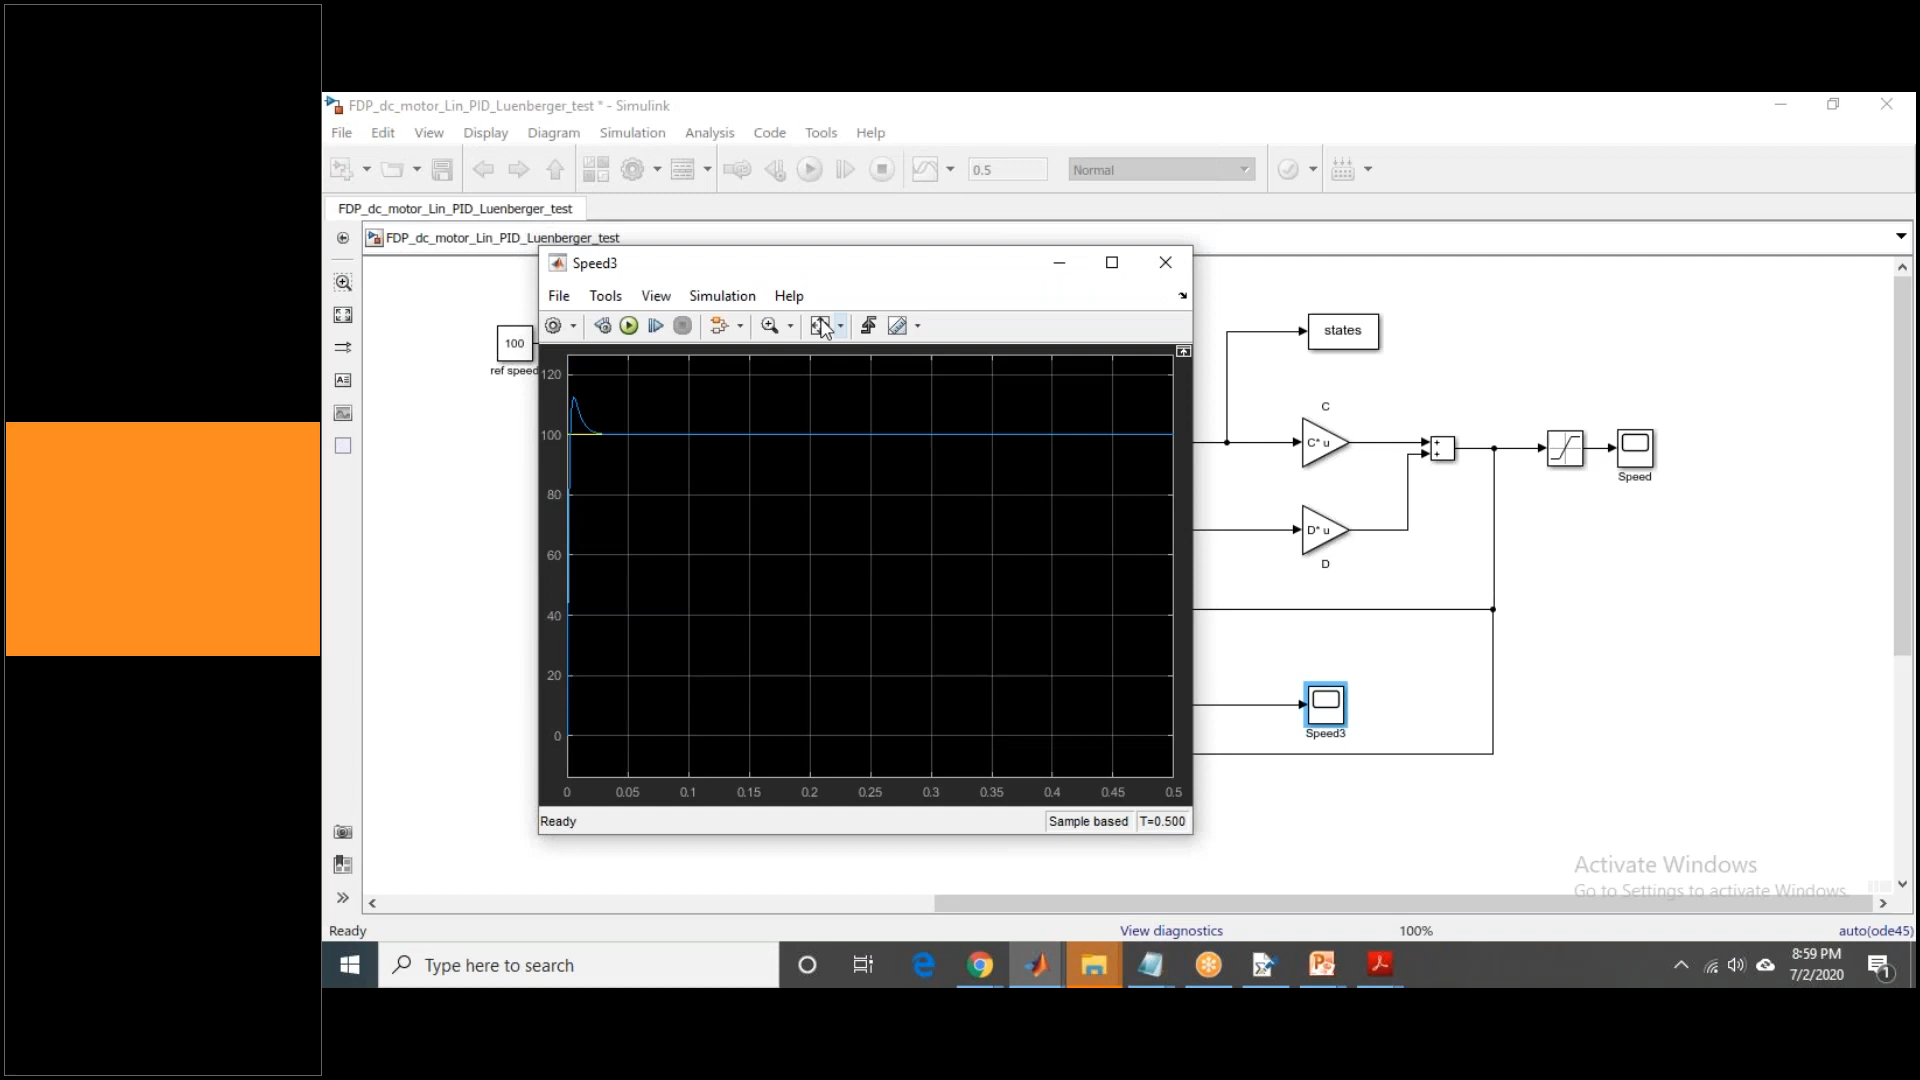 FDP_dc_motor_Lin_PID_Luenberger_test * - Simulink
File Edit View Display Diagram Simulation Analysis Code Tools Help
0.5 Normal
FDP_dc_motor_Lin_PID_Luenberger_test
FDP_dc_motor_Lin_PID_Luenberger_test
Speed3
File Tools View Simulation Help
100
ref speed
120
100
80
60
40
20
0
0 0.05 0.1 0.15 0.2 0.25 0.3 0.35 0.4 0.45 0.5
Ready Sample based T=0.500
states
C
C* u
D* u
D
Speed
Speed3
Activate Windows
Go to Settings to activate Windows.
Ready View diagnostics 100% auto(ode45)
Type here to search
8:59 PM
7/2/2020
1